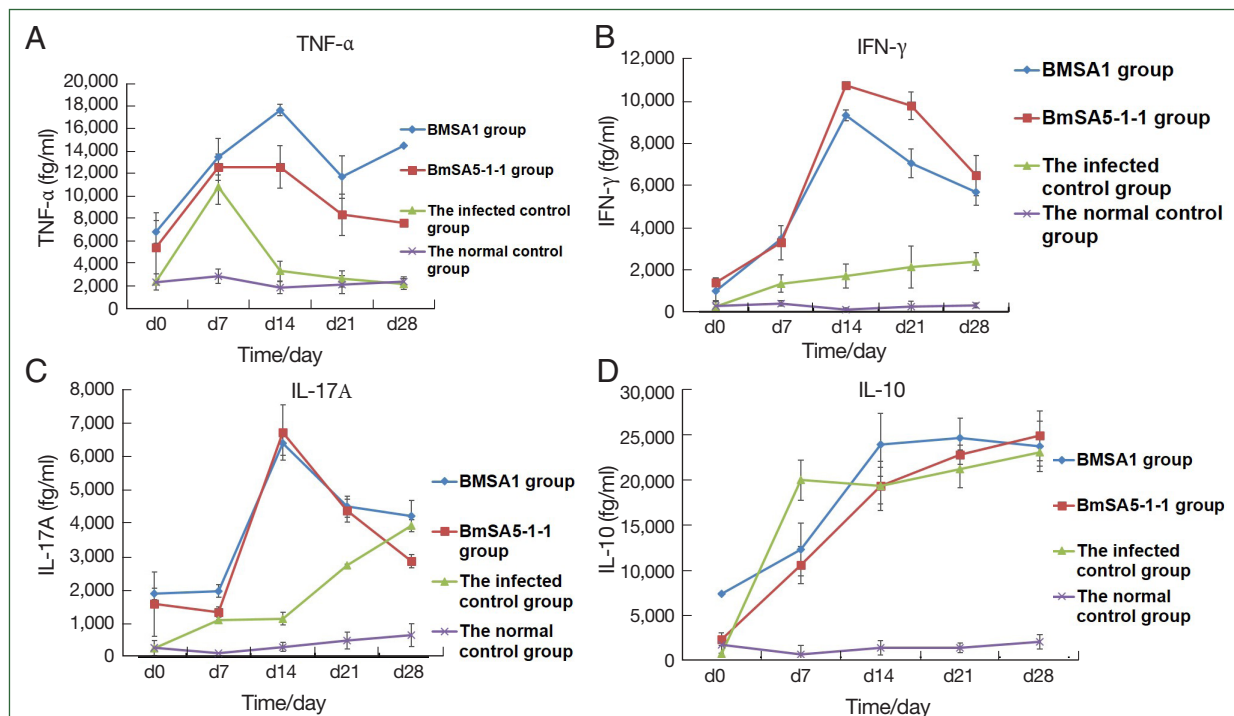 A
TNF-α
20,000
18,000
16,000
14,000
12,000
10,000
8,000
6,000
4,000
2,000
0
TNF-α (fg/ml)
d0 d7 d14 d21 d28
Time/day
BMSA1 group
BmSA5-1-1 group
The infected control
group
The normal control
group
B
IFN-γ
12,000
10,000
8,000
6,000
4,000
2,000
0
IFN-γ (fg/ml)
d0 d7 d14 d21 d28
Time/day
BMSA1 group
BmSA5-1-1 group
The infected
control group
The normal control
group
C
IL-17A
8,000
7,000
6,000
5,000
4,000
3,000
2,000
1,000
0
IL-17A (fg/ml)
d0 d7 d14 d21 d28
Time/day
BMSA1 group
BmSA5-1-1
group
The infected
control group
The normal
control group
D
IL-10
30,000
25,000
20,000
15,000
10,000
5,000
0
IL-10 (fg/ml)
d0 d7 d14 d21 d28
Time/day
BMSA1 group
BmSA5-1-1 group
The infected
control group
The normal
control group